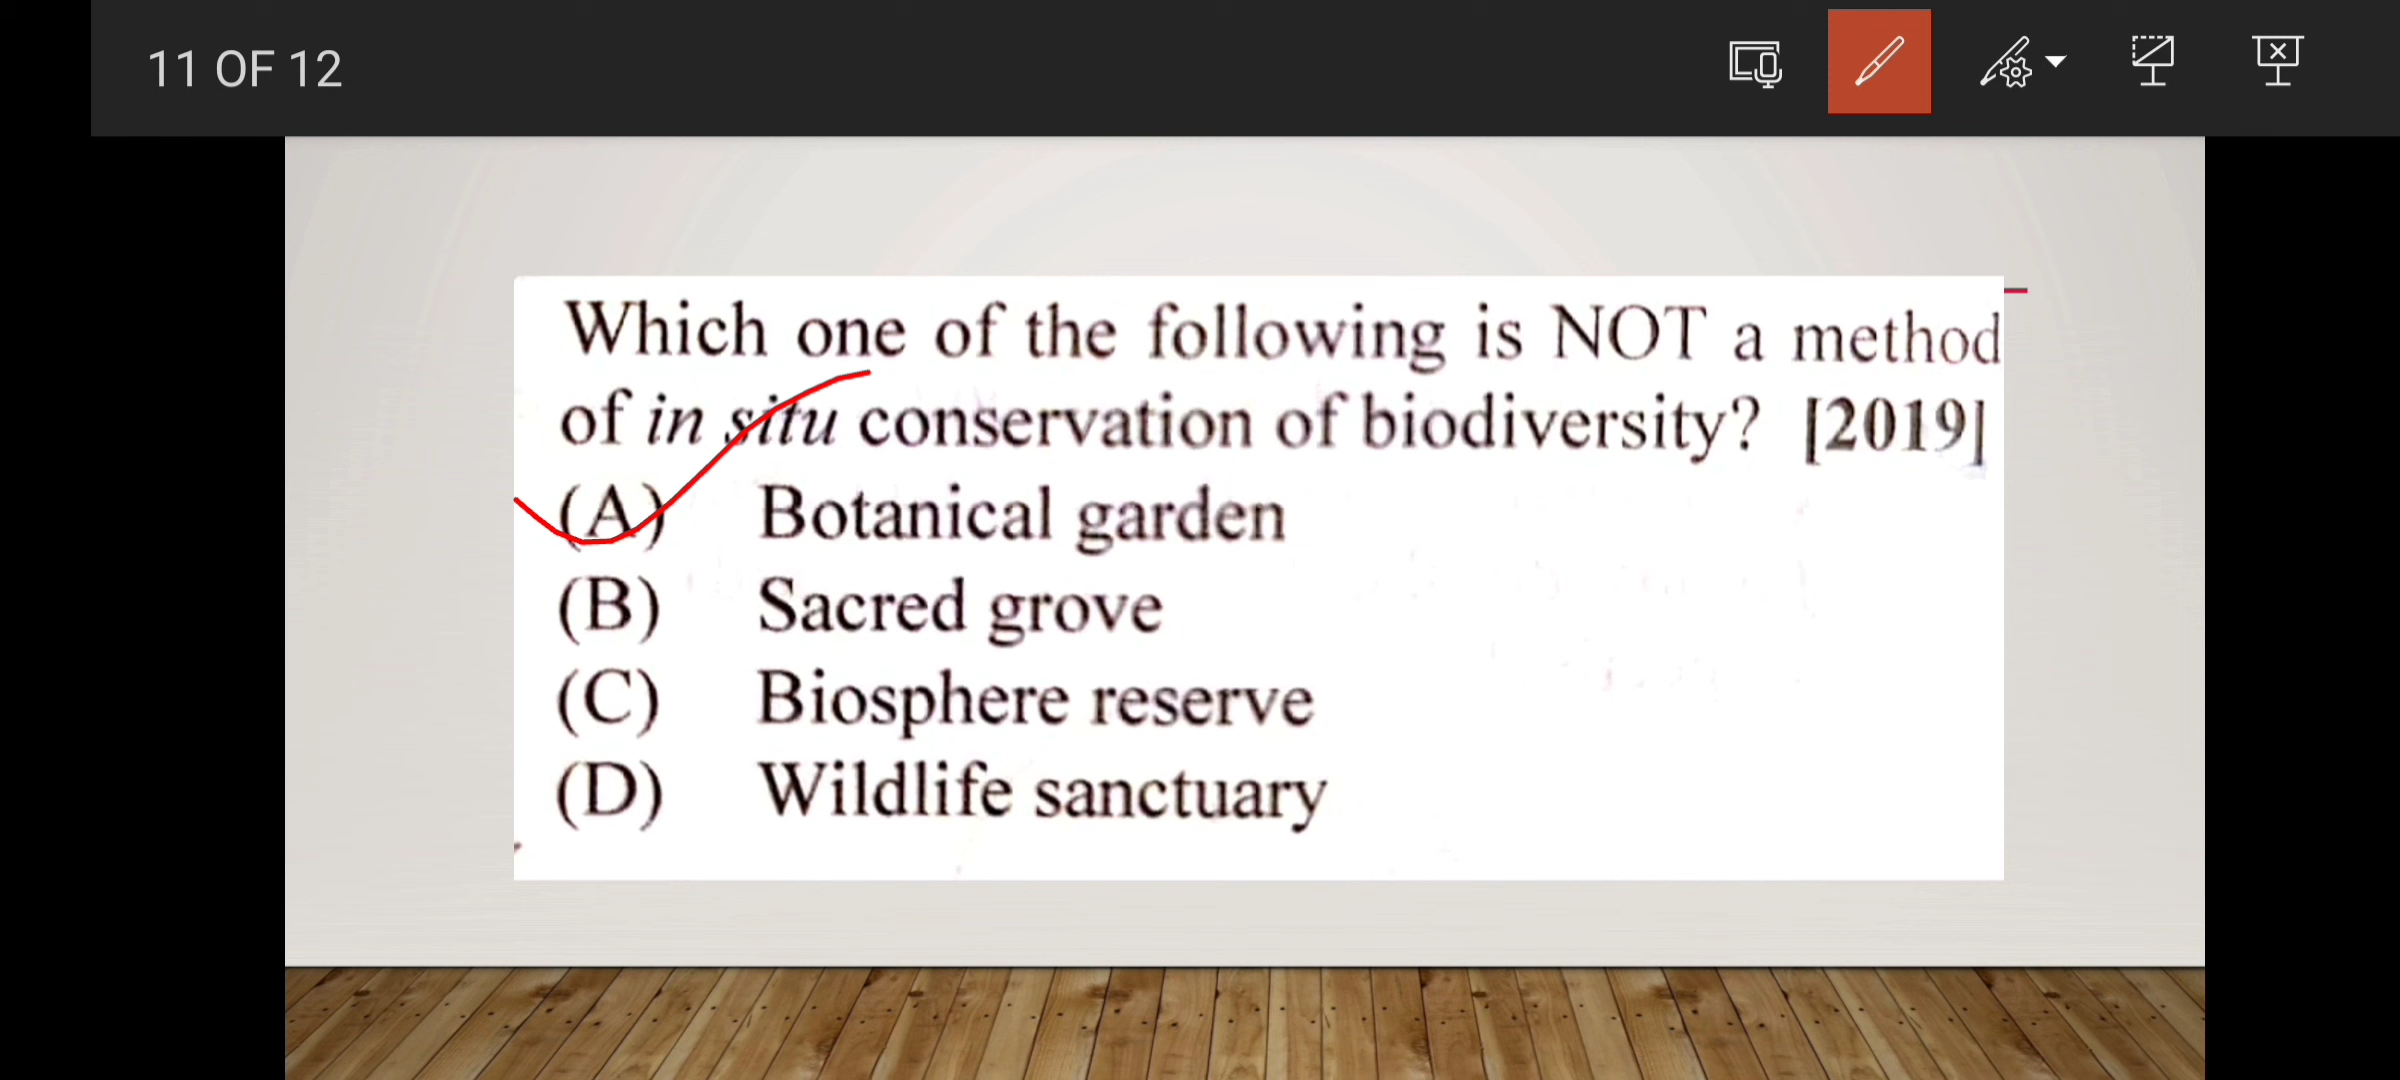 11 OF 12
Which one of the following is NOT a method
of in situ conservation of biodiversity? [2019]
(A) Botanical garden
(B) Sacred grove
(C) Biosphere reserve
(D) Wildlife sanctuary